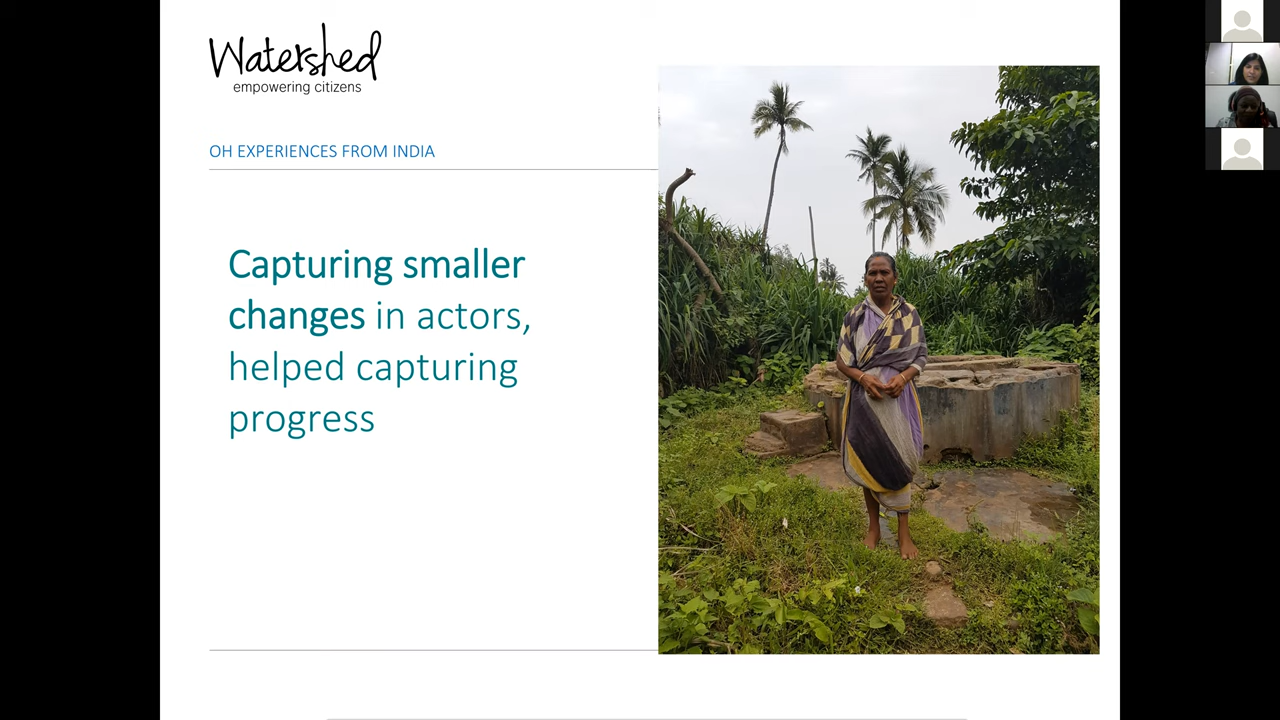 Watershed
empowering citizens
OH EXPERIENCES FROM INDIA
Capturing smaller
changes in actors,
helped capturing
progress